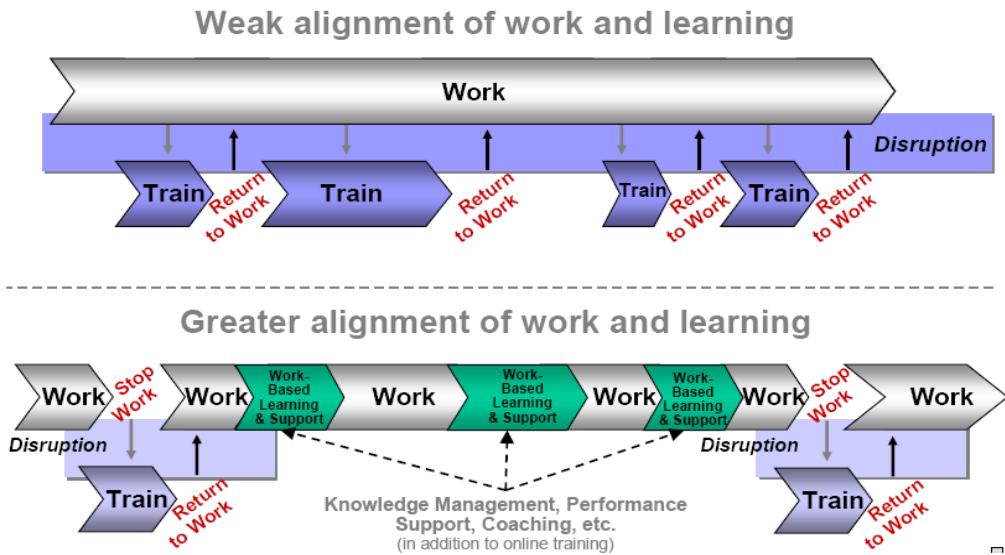 Weak alignment of work and learning
Work
Disruption
Train
Return
to Work
Train
Return
to Work
Train
Return
to Work
Train
Return
to Work
Greater alignment of work and learning
Work
Stop
Work
Work
Work-
Based
Learning
& Support
Work
Work-
Based
Learning
& Support
Work
Work-
Based
Learning
& Support
Work
Stop
Work
Work
Disruption
Disruption
Train
Return
to Work
Knowledge Management, Performance
Support, Coaching, etc.
(in addition to online training)
Train
Return
to Work